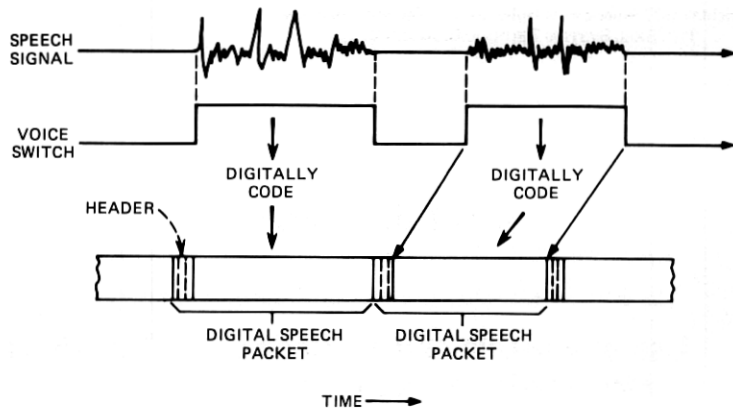 SPEECH
SIGNAL
VOICE
SWITCH
DIGITALLY
CODE
DIGITALLY
CODE
HEADER
DIGITAL SPEECH
PACKET
DIGITAL SPEECH
PACKET
TIME